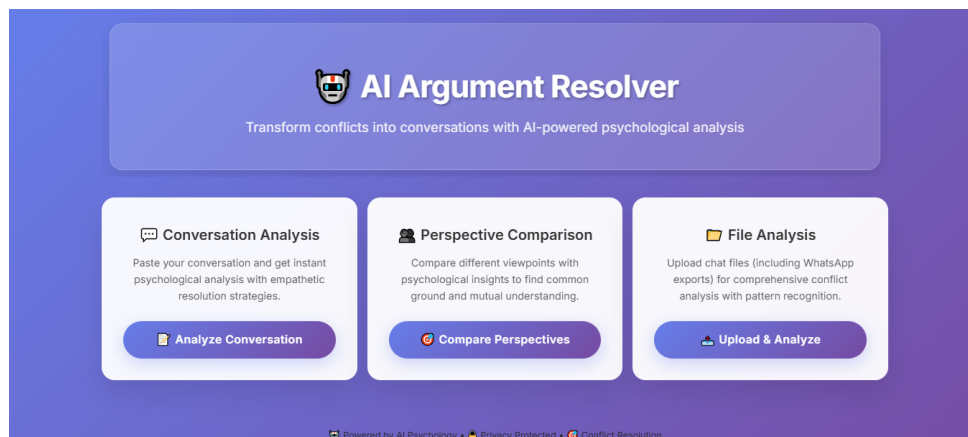 🤖 AI Argument Resolver
Transform conflicts into conversations with AI-powered psychological analysis
💬 Conversation Analysis
Paste your conversation and get instant
psychological analysis with empathetic
resolution strategies.
📝 Analyze Conversation
👥 Perspective Comparison
Compare different viewpoints with
psychological insights to find common
ground and mutual understanding.
🎯 Compare Perspectives
📁 File Analysis
Upload chat files (including WhatsApp
exports) for comprehensive conflict
analysis with pattern recognition.
📤 Upload & Analyze
🤖 Powered by AI Psychology • 🔒 Privacy Protected • 🎯 Conflict Resolution